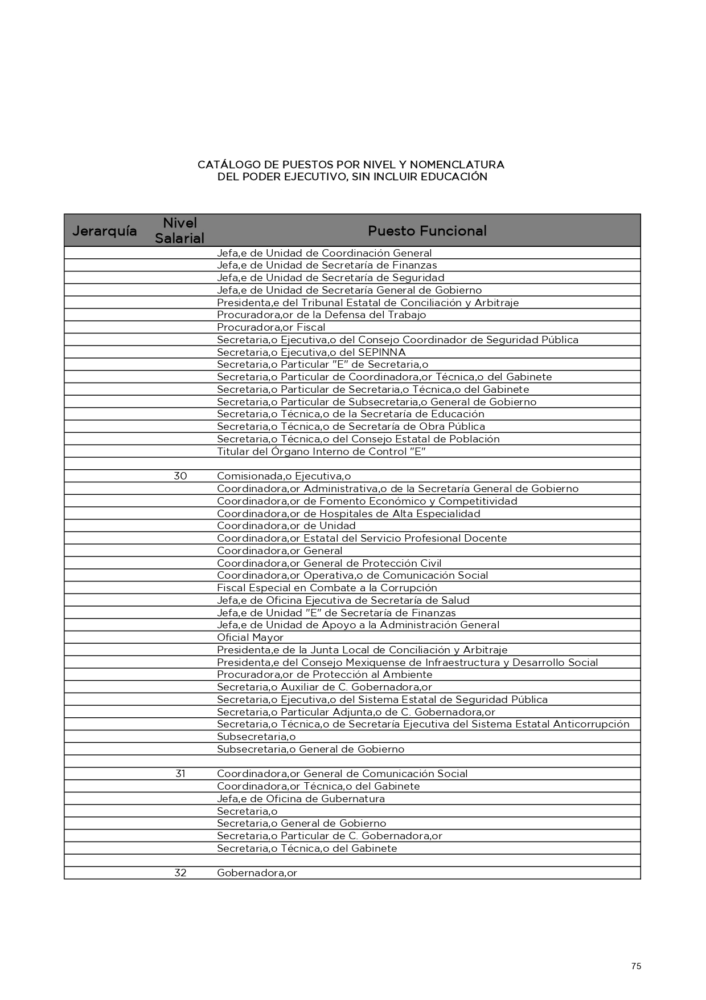 CATÁLOGO DE PUESTOS POR NIVEL Y NOMENCLATURA
DEL PODER EJECUTIVO, SIN INCLUIR EDUCACIÓN
Jerarquía Nivel Salarial Puesto Funcional
Jefa,e de Unidad de Coordinación General
Jefa,e de Unidad de Secretaría de Finanzas
Jefa,e de Unidad de Secretaría de Seguridad
Jefa,e de Unidad de Secretaría General de Gobierno
Presidenta,e del Tribunal Estatal de Conciliación y Arbitraje
Procuradora,or de la Defensa del Trabajo
Procuradora,or Fiscal
Secretaria,o Ejecutiva,o del Consejo Coordinador de Seguridad Pública
Secretaria,o Ejecutiva,o del SEPINNA
Secretaria,o Particular "E" de Secretaria,o
Secretaria,o Particular de Coordinadora,or Técnica,o del Gabinete
Secretaria,o Particular de Secretaria,o Técnica,o del Gabinete
Secretaria,o Particular de Subsecretaria,o General de Gobierno
Secretaria,o Técnica,o de la Secretaría de Educación
Secretaria,o Técnica,o de Secretaría de Obra Pública
Secretaria,o Técnica,o del Consejo Estatal de Población
Titular del Órgano Interno de Control "E"
30 Comisionada,o Ejecutiva,o
Coordinadora,or Administrativa,o de la Secretaría General de Gobierno
Coordinadora,or de Fomento Económico y Competitividad
Coordinadora,or de Hospitales de Alta Especialidad
Coordinadora,or de Unidad
Coordinadora,or Estatal del Servicio Profesional Docente
Coordinadora,or General
Coordinadora,or General de Protección Civil
Coordinadora,or Operativa,o de Comunicación Social
Fiscal Especial en Combate a la Corrupción
Jefa,e de Oficina Ejecutiva de Secretaría de Salud
Jefa,e de Unidad "E" de Secretaría de Finanzas
Jefa,e de Unidad de Apoyo a la Administración General
Oficial Mayor
Presidenta,e de la Junta Local de Conciliación y Arbitraje
Presidenta,e del Consejo Mexiquense de Infraestructura y Desarrollo Social
Procuradora,or de Protección al Ambiente
Secretaria,o Auxiliar de C. Gobernadora,or
Secretaria,o Ejecutiva,o del Sistema Estatal de Seguridad Pública
Secretaria,o Particular Adjunta,o de C. Gobernadora,or
Secretaria,o Técnica,o de Secretaría Ejecutiva del Sistema Estatal Anticorrupción
Subsecretaria,o
Subsecretaria,o General de Gobierno
31 Coordinadora,or General de Comunicación Social
Coordinadora,or Técnica,o del Gabinete
Jefa,e de Oficina de Gubernatura
Secretaria,o
Secretaria,o General de Gobierno
Secretaria,o Particular de C. Gobernadora,or
Secretaria,o Técnica,o del Gabinete
32 Gobernadora,or
75